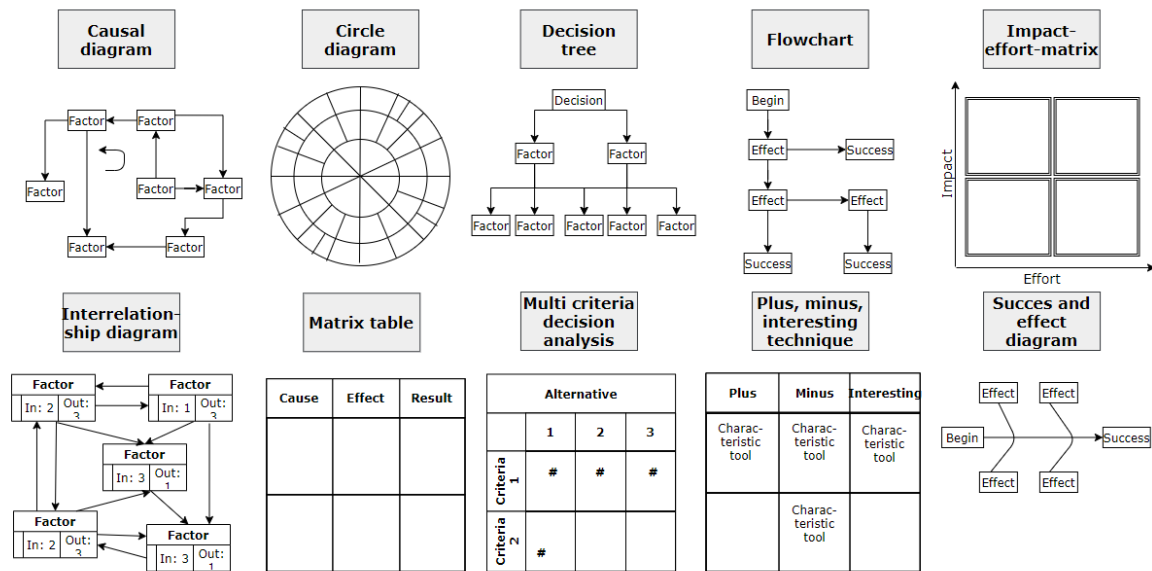 Causal
diagram
Circle
diagram
Decision
tree
Flowchart
Impact-
effort-matrix
Factor
Factor
Factor
Factor
Factor
Factor
Factor
Decision
Factor
Factor
Factor
Factor
Factor
Factor
Factor
Begin
Effect
Success
Effect
Effect
Success
Success
Impact
Effort
Interrelation-
ship diagram
Matrix table
Multi criteria
decision
analysis
Plus, minus,
interesting
technique
Succes and
effect
diagram
Factor
In: 2
Out:
3
Factor
In: 1
Out:
3
Factor
In: 3
Out:
1
Factor
In: 2
Out:
3
Factor
In: 3
Out:
1
Cause
Effect
Result
Alternative
1
2
3
Criteria
1
#
#
#
Criteria
2
#
Plus
Minus
Interesting
Charac-
teristic
tool
Charac-
teristic
tool
Charac-
teristic
tool
Charac-
teristic
tool
Effect
Effect
Begin
Success
Effect
Effect